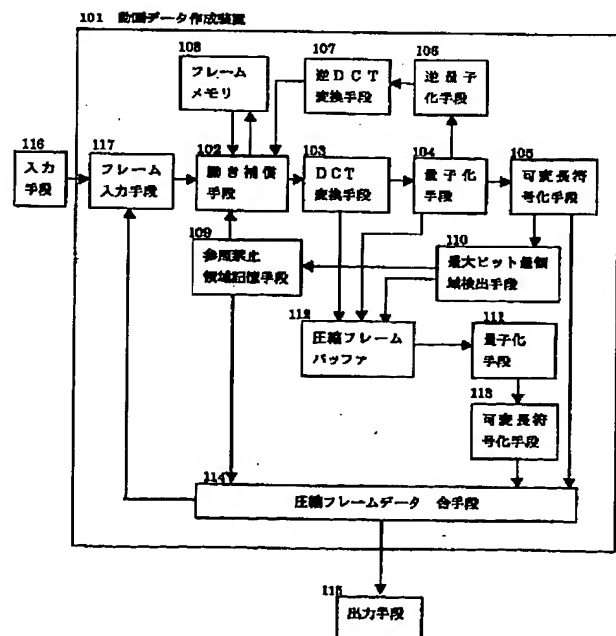 101 動画データ作成装置
108
フレーム
メモリ
107
逆DCT
変換手段
106
逆量子
化手段
116
入力
手段
117
フレーム
入力手段
102
動き補償
手段
103
DCT
変換手段
104
量子化
手段
105
可変長符
号化手段
109
参照禁止
領域記憶手段
110
最大ビット差領
域検出手段
112
圧縮フレーム
バッファ
111
量子化
手段
113
可変長符
号化手段
114
圧縮フレームデータ 合手段
115
出力手段